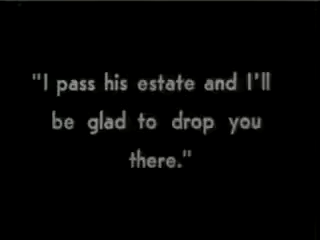 "I pass his estate and I'll
be glad to drop you
there."